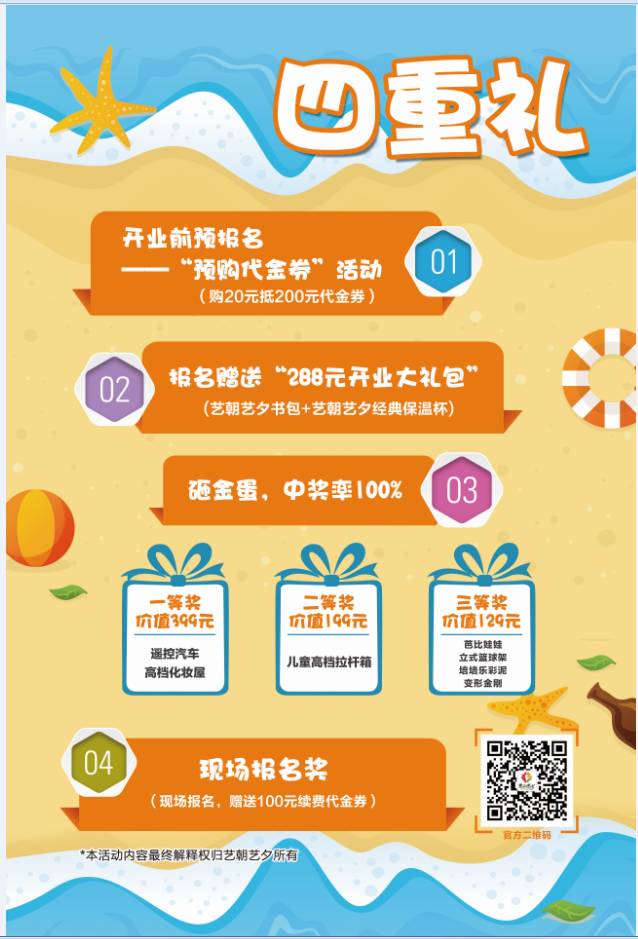 四重礼
开业前预报名
——“预购代金券”活动
（购20元抵200元代金券）
01
02
报名赠送“288元开业大礼包”
（艺朝艺夕书包+艺朝艺夕经典保温杯）
砸金蛋，中奖率100%
03
一等奖
价值399元
遥控汽车
高档化妆屋
二等奖
价值199元
儿童高档拉杆箱
三等奖
价值129元
芭比娃娃
立式篮球架
墙墙乐彩泥
变形金刚
04
现场报名奖
（现场报名，赠送100元续费代金券）
官方二维码
*本活动内容最终解释权归艺朝艺夕所有